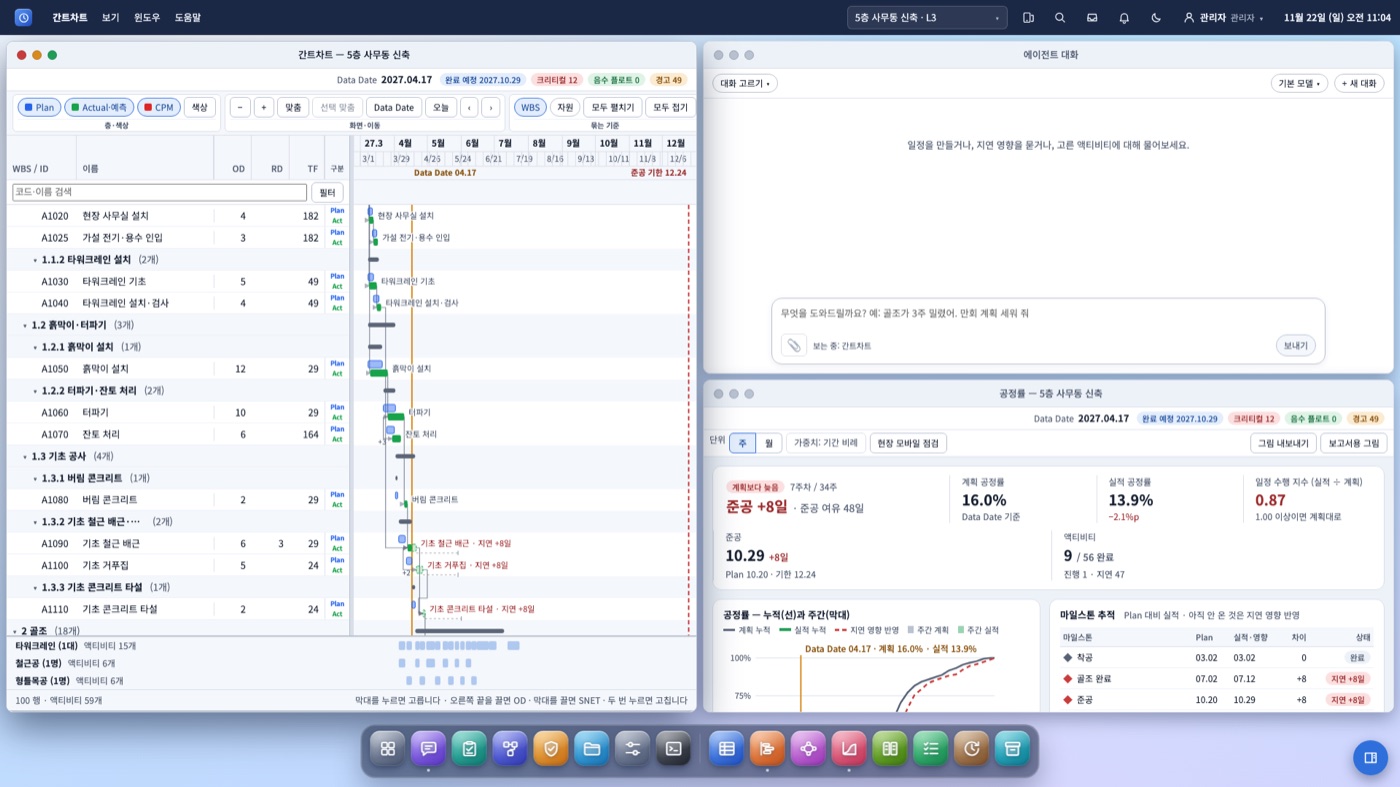 간트차트 보기 윈도우 도움말
5층 사무동 신축 · L3
관리자 관리자
11월 22일 (일) 오전 11:04
간트차트 — 5층 사무동 신축
Data Date 2027.04.17 완료 예정 2027.10.29 크리티컬 12 음수 플로트 0 경고 49
Plan Actual·예측 CPM 색상
층·색상
− + 맞춤 선택 맞춤 Data Date 오늘 ‹ ›
화면·이동
WBS 자원 모두 펼치기 모두 접기
묶는 기준
WBS / ID 이름 OD RD TF 구분
27.3 4월 5월 6월 7월 8월 9월 10월 11월 12월
3/1 3/29 4/26 5/24 6/21 7/19 8/16 9/13 10/11 11/8 12/6
Data Date 04.17 준공 기한 12.24
코드·이름 검색 필터
A1020 현장 사무실 설치 4 182 Plan Act 현장 사무실 설치
A1025 가설 전기·용수 인입 3 182 Plan Act 가설 전기·용수 인입
1.1.2 타워크레인 설치 (2개)
A1030 타워크레인 기초 5 49 Plan Act 타워크레인 기초
A1040 타워크레인 설치·검사 4 49 Plan Act 타워크레인 설치·검사
1.2 흙막이·터파기 (3개)
1.2.1 흙막이 설치 (1개)
A1050 흙막이 설치 12 29 Plan Act 흙막이 설치
1.2.2 터파기·잔토 처리 (2개)
A1060 터파기 10 29 Plan Act 터파기
A1070 잔토 처리 6 164 Plan Act 잔토 처리
1.3 기초 공사 (4개)
1.3.1 버림 콘크리트 (1개)
A1080 버림 콘크리트 2 29 Plan Act 버림 콘크리트
1.3.2 기초 철근 배근·… (2개)
A1090 기초 철근 배근 6 3 29 Plan Act 기초 철근 배근 · 지연 +8일
A1100 기초 거푸집 5 24 Plan Act +2 기초 거푸집 · 지연 +8일
1.3.3 기초 콘크리트 타설 (1개)
A1110 기초 콘크리트 타설 2 24 Plan Act 기초 콘크리트 타설 · 지연 +8일
2 골조 (18개)
타워크레인 (1대) 액티비티 15개
철근공 (1명) 액티비티 6개
형틀목공 (1명) 액티비티 6개
100 행 · 액티비티 59개
막대를 누르면 고릅니다 · 오른쪽 끝을 끌면 OD · 막대를 끌면 SNET · 두 번 누르면 고칩니다
에이전트 대화
대화 고르기 기본 모델 + 새 대화
일정을 만들거나, 지연 영향을 묻거나, 고른 액티비티에 대해 물어보세요.
무엇을 도와드릴까요? 예: 골조가 3주 밀렸어. 만회 계획 세워 줘
보는 중: 간트차트 보내기
공정률 — 5층 사무동 신축
Data Date 2027.04.17 완료 예정 2027.10.29 크리티컬 12 음수 플로트 0 경고 49
단위 주 월 가중치: 기간 비례 현장 모바일 점검 그림 내보내기 보고서용 그림
계획보다 늦음 7주차 / 34주
준공 +8일 · 준공 여유 48일
계획 공정률
16.0%
Data Date 기준
실적 공정률
13.9%
−2.1%p
일정 수행 지수 (실적 ÷ 계획)
0.87
1.00 이상이면 계획대로
준공
10.29 +8일
Plan 10.20 · 기한 12.24
액티비티
9 / 56 완료
진행 1 · 지연 47
공정률 — 누적(선)과 주간(막대)
계획 누적 실적 누적 지연 영향 반영 주간 계획 주간 실적
Data Date 04.17 · 계획 16.0% · 실적 13.9%
100%
75%
마일스톤 추적 Plan 대비 실적 · 아직 안 온 것은 지연 영향 반영
마일스톤 Plan 실적·영향 차이 상태
착공 03.02 03.02 0 완료
골조 완료 07.02 07.12 +8 지연 +8일
준공 10.20 10.29 +8 지연 +8일